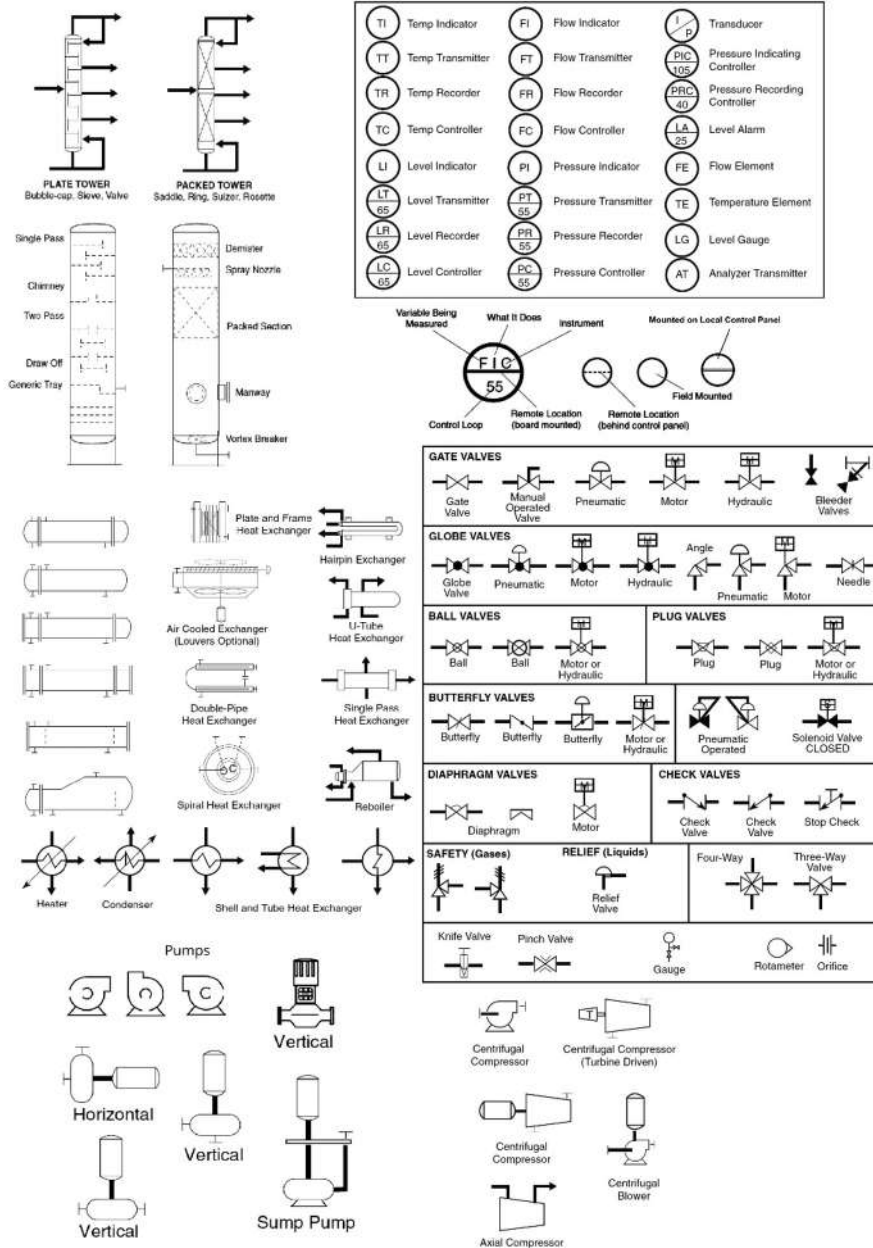 PLATE TOWER
Bubble-cap, Sieve, Valve
PACKED TOWER
Saddle, Ring, Sulzer, Rosette
TI Temp Indicator
TT Temp Transmitter
TR Temp Recorder
TC Temp Controller
LI Level Indicator
LT
65
Level Transmitter
LR
65
Level Recorder
LC
65
Level Controller
FI Flow Indicator
FT Flow Transmitter
FR Flow Recorder
FC Flow Controller
PI Pressure Indicator
PT
55
Pressure Transmitter
PR
55
Pressure Recorder
PC
55
Pressure Controller
I
P
Transducer
PIC
105
Pressure Indicating
Controller
PRC
40
Pressure Recording
Controller
LA
25
Level Alarm
FE Flow Element
TE Temperature Element
LG Level Gauge
AT Analyzer Transmitter
Single Pass
Chimney
Two Pass
Draw Off
Generic Tray
Demister
Spray Nozzle
Packed Section
Manway
Vortex Breaker
Variable Being
Measured
What It Does
Instrument
Mounted on Local Control Panel
F I C
55
Control Loop
Remote Location
(board mounted)
Remote Location
(behind control panel)
Field Mounted
Plate and Frame
Heat Exchanger
Hairpin Exchanger
Air Cooled Exchanger
(Louvers Optional)
U-Tube
Heat Exchanger
Double-Pipe
Heat Exchanger
Single Pass
Heat Exchanger
C
Spiral Heat Exchanger
Reboiler
Heater
Condenser
Shell and Tube Heat Exchanger
GATE VALVES
M
Gate
Valve
Manual
Operated
Valve
Pneumatic
Motor
Hydraulic
Bleeder
Valves
GLOBE VALVES
Globe
Valve
Pneumatic
M
Motor
Hydraulic
Angle
Pneumatic
M
Motor
Needle
BALL VALVES
Ball
Ball
M
Motor or
Hydraulic
PLUG VALVES
Plug
Plug
M
Motor or
Hydraulic
BUTTERFLY VALVES
Butterfly
Butterfly
Butterfly
M
Motor or
Hydraulic
Pneumatic
Operated
S
Solenoid Valve
CLOSED
DIAPHRAGM VALVES
Diaphragm
M
Motor
CHECK VALVES
Check
Valve
Check
Valve
Stop Check
SAFETY (Gases)
RELIEF (Liquids)
Relief
Valve
Four-Way
Three-Way
Valve
Knife Valve
Pinch Valve
Gauge
Rotameter
Orifice
Pumps
Vertical
Horizontal
Vertical
Vertical
Sump Pump
Centrifugal
Compressor
T
Centrifugal Compressor
(Turbine Driven)
Centrifugal
Compressor
Centrifugal
Blower
Axial Compressor